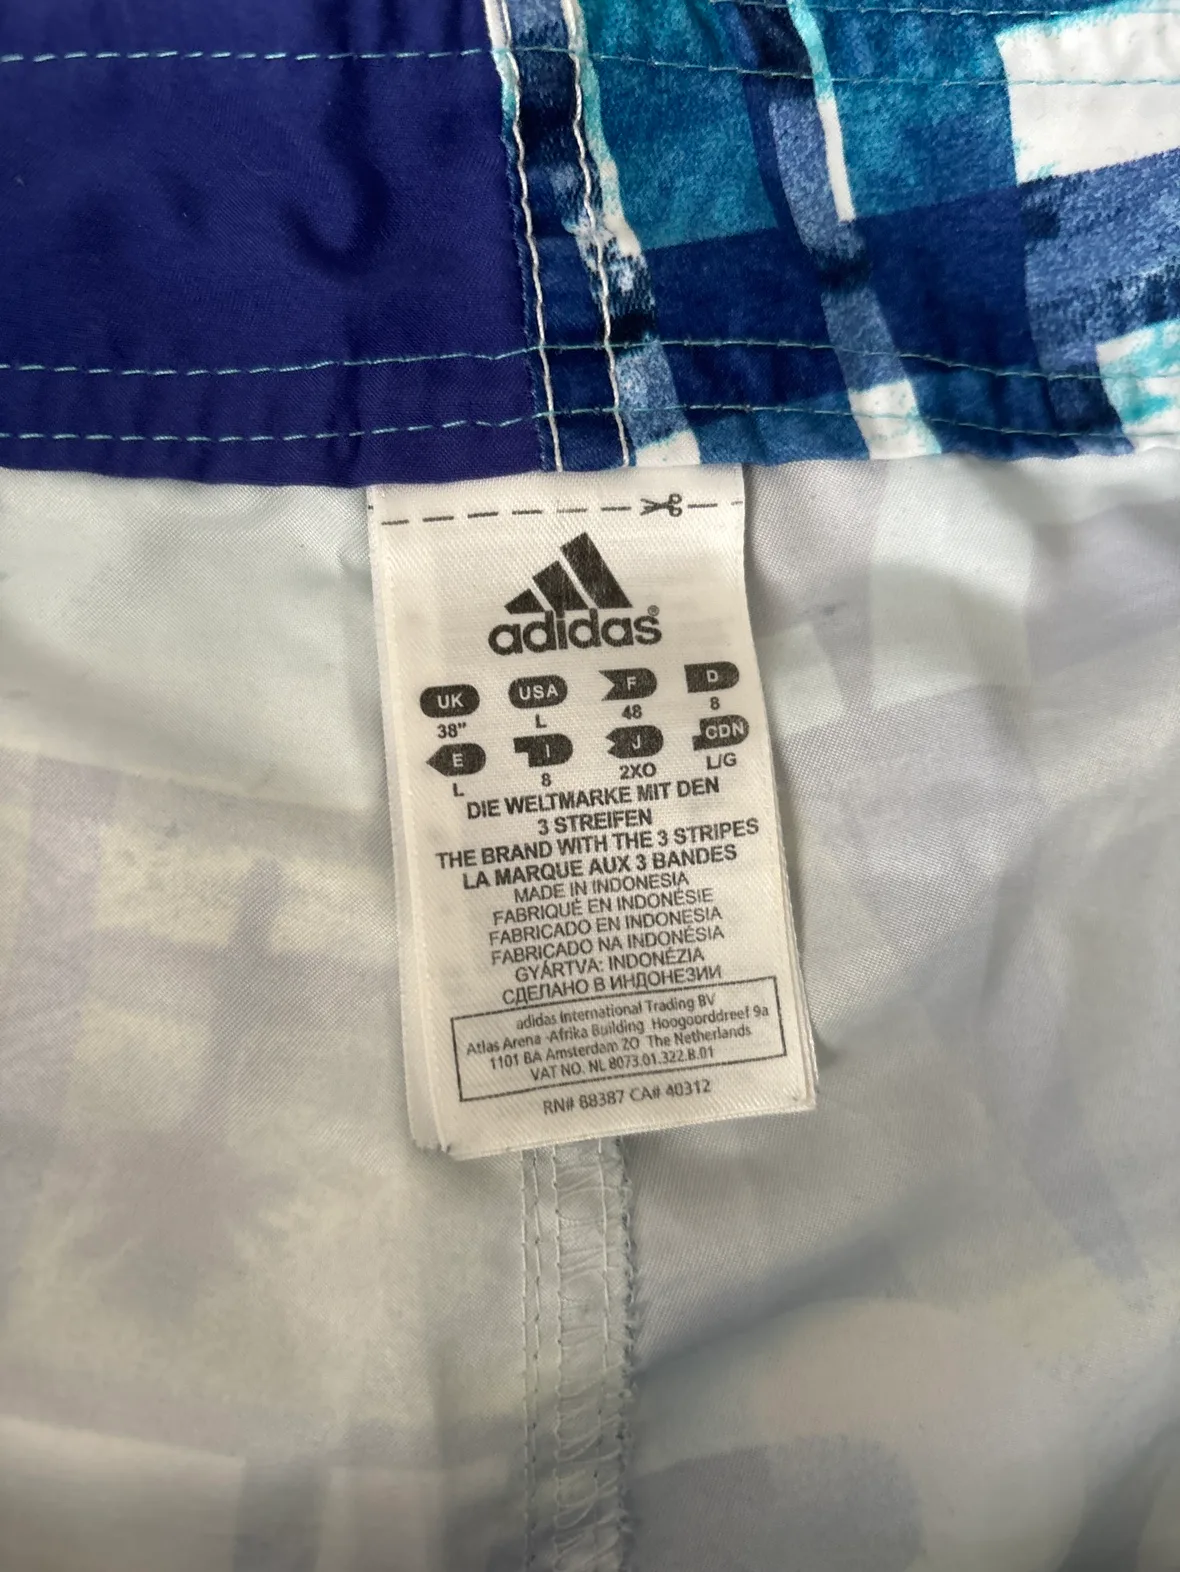 adidas®
UK USA F D
38" L 48 8
E I J CDN
L 8 2XO L/G
DIE WELTMARKE MIT DEN
3 STREIFEN
THE BRAND WITH THE 3 STRIPES
LA MARQUE AUX 3 BANDES
MADE IN INDONESIA
FABRIQUÉ EN INDONÉSIE
FABRICADO EN INDONESIA
FABRICADO NA INDONÉSIA
GYÁRTVA: INDONÉZIA
СДЕЛАНО В ИНДОНЕЗИИ
adidas International Trading BV
Atlas Arena -Afrika Building Hoogoorddreef 9a
1101 BA Amsterdam ZO The Netherlands
VAT NO. NL 8073.01.322.B.01
RN# 88387 CA# 40312